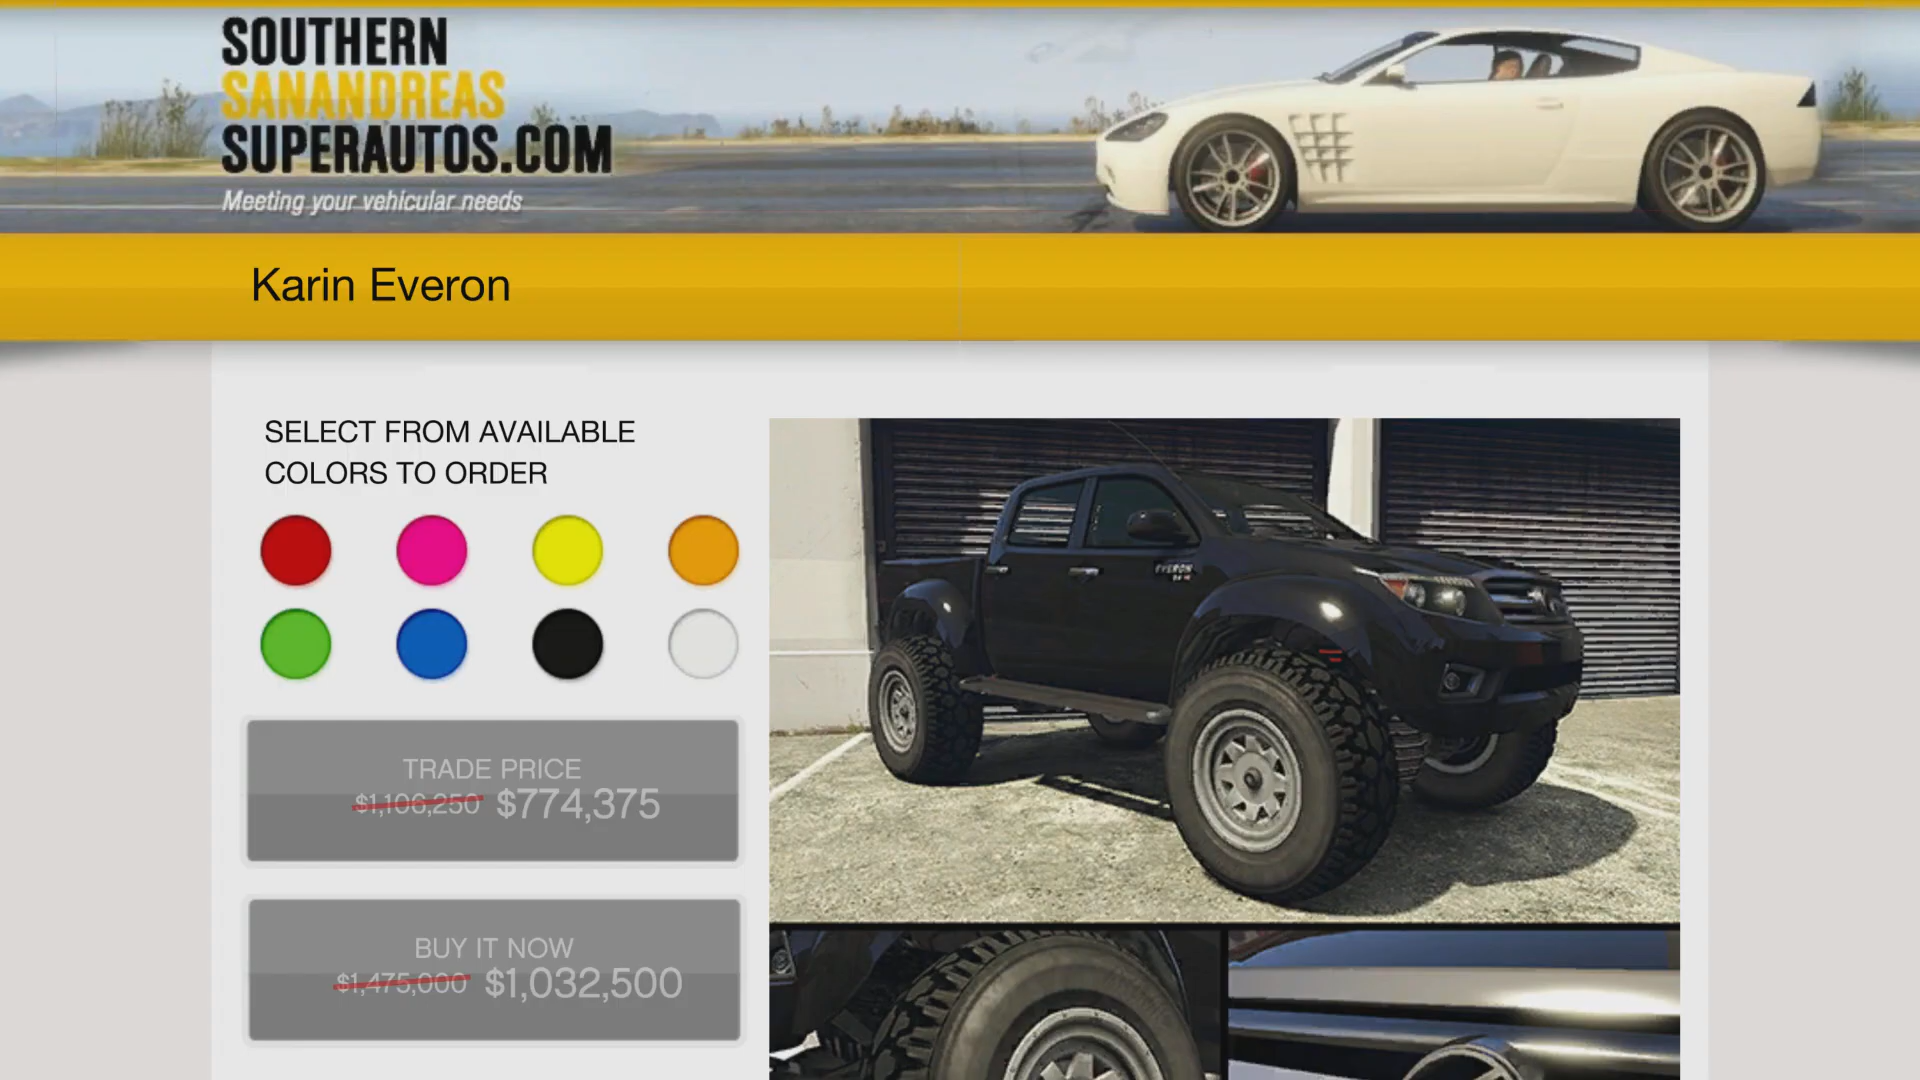 SOUTHERN
SANANDREAS
SUPERAUTOS.COM
Meeting your vehicular needs
Karin Everon
SELECT FROM AVAILABLE
COLORS TO ORDER
TRADE PRICE
$1,106,250 $774,375
BUY IT NOW
$1,475,000 $1,032,500
EVERON